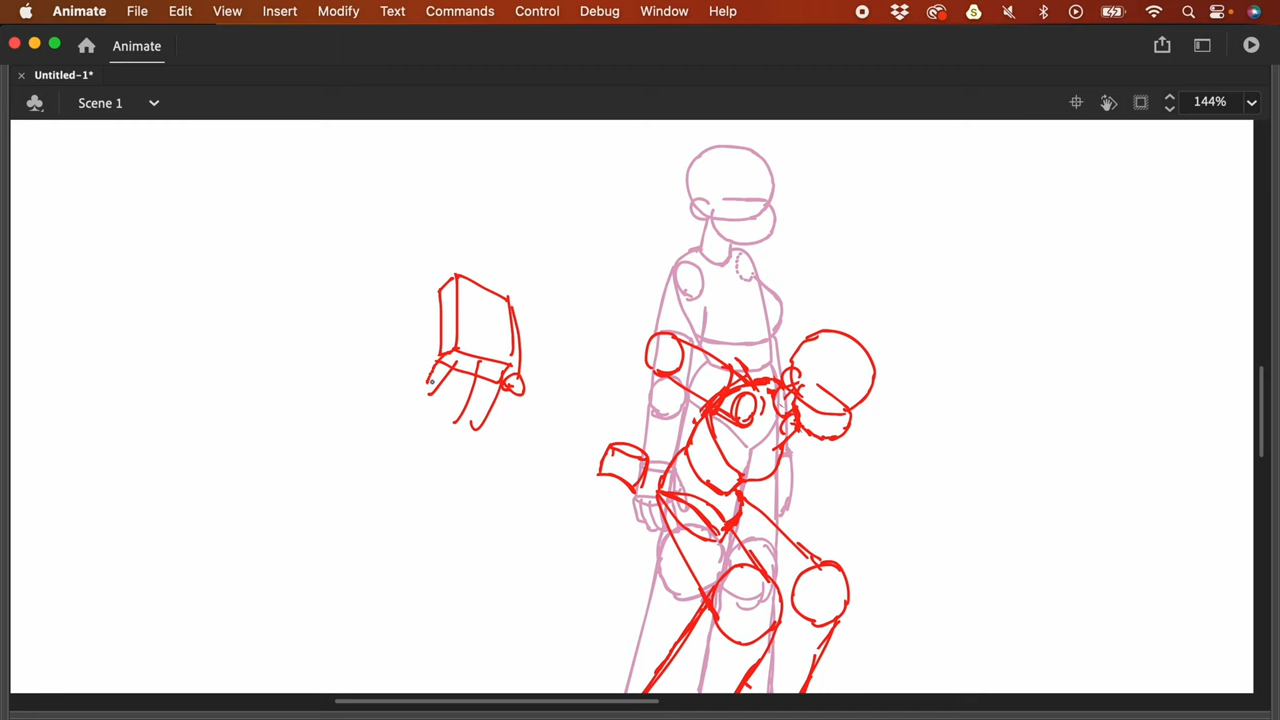 Animate File Edit View Insert Modify Text Commands Control Debug Window Help
Animate
Untitled-1*
Scene 1 144%